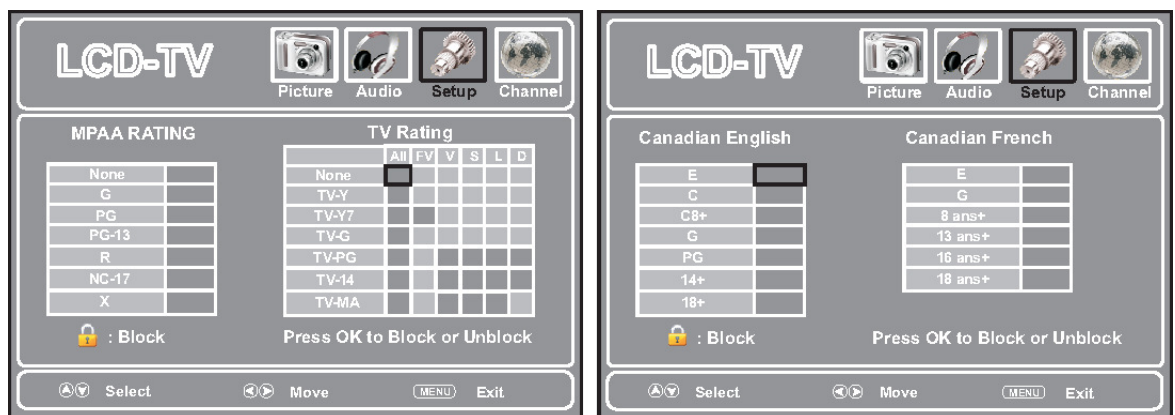 LCD-TV
Picture Audio Setup Channel
MPAA RATING
None
G
PG
PG-13
R
NC-17
X
: Block
TV Rating
All FV V S L D
None
TV-Y
TV-Y7
TV-G
TV-PG
TV-14
TV-MA
Press OK to Block or Unblock
Select Move MENU Exit
LCD-TV
Picture Audio Setup Channel
Canadian English
E
C
C8+
G
PG
14+
18+
: Block
Canadian French
E
G
8 ans+
13 ans+
16 ans+
18 ans+
Press OK to Block or Unblock
Select Move MENU Exit